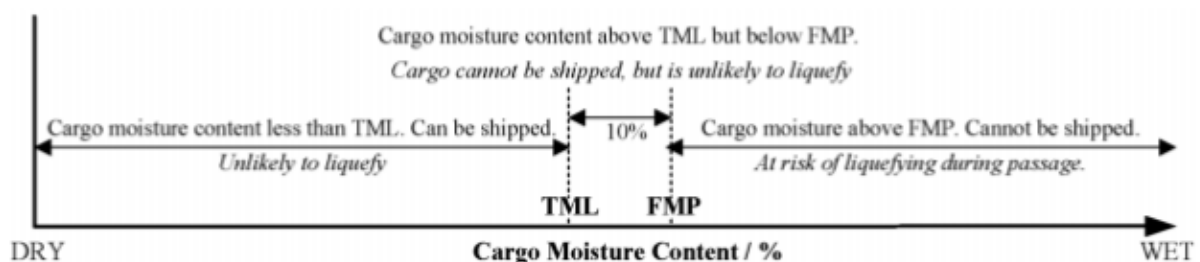 Cargo moisture content above TML but below FMP.
Cargo cannot be shipped, but is unlikely to liquefy
Cargo moisture content less than TML. Can be shipped.
Unlikely to liquefy
10%
Cargo moisture above FMP. Cannot be shipped.
At risk of liquefying during passage.
TML
FMP
DRY
Cargo Moisture Content / %
WET